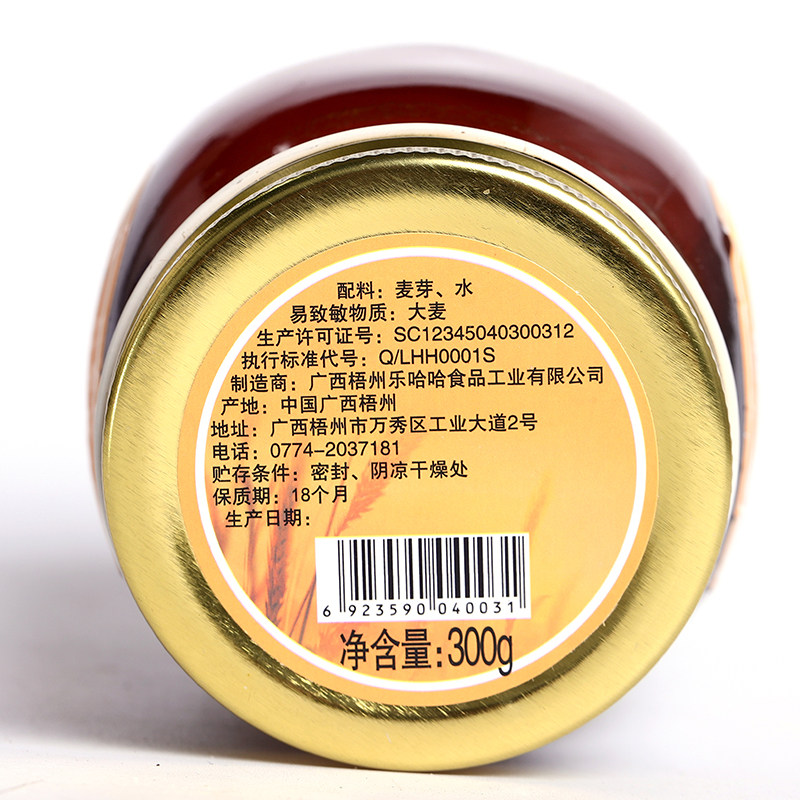 配料：麦芽、水
易致敏物质：大麦
生产许可证号：SC12345040300312
执行标准代号：Q/LHH0001S
制造商：广西梧州乐哈哈食品工业有限公司
产地：中国广西梧州
地址：广西梧州市万秀区工业大道2号
电话：0774-2037181
贮存条件：密封、阴凉干燥处
保质期：18个月
生产日期：
6 923590 040031
净含量:300g